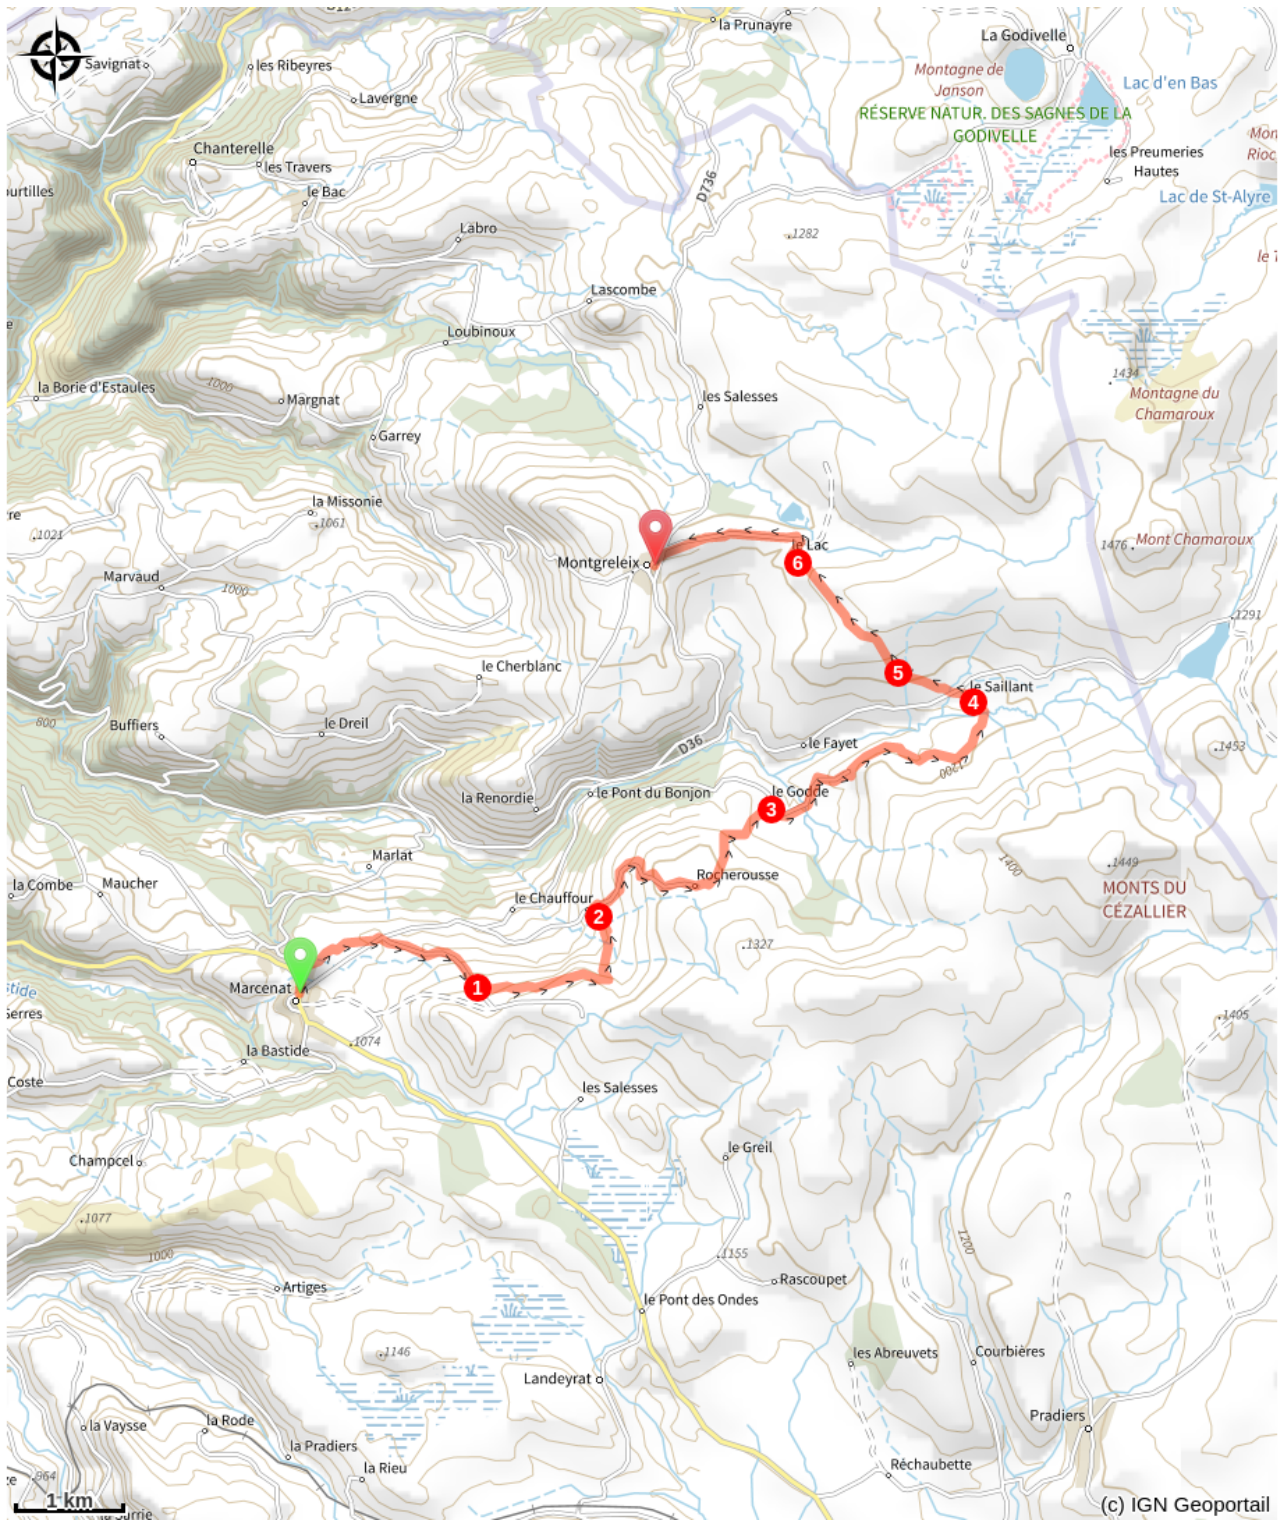 la Prunayre
La Godivelle
Savignat
les Ribeyres
Montagne de
Janson
Lac d'en Bas
Lavergne
RÉSERVE NATUR. DES SAGNES DE LA
GODIVELLE
Chanterelle
les Travers
les Preumeries
Hautes
le Bac
D736
Lac de St-Alyre
Labro
1282
Lascombe
Loubinoux
1434
la Borie d'Estaules
1000
Margnat
les Salesses
Montagne du
Chamaroux
Garrey
la Missonie
1061
1021
Montgreleix
le Lac
6
1476
Mont Chamaroux
Marvaud
1000
1291
le Cherblanc
5
le Saillant
4
800
Buffiers
le Dreil
D36
le Fayet
1453
1200
la Renordie
le Pont du Bonjon
le Godde
3
Marlat
1400
1449
la Combe
Maucher
Rocherousse
MONTS DU
CÉZALLIER
le Chauffour
2
1327
Marcenat
1
1405
la Bastide
1074
Coste
les Salesses
le Greil
Champcel
1077
1000
1200
1155
Artiges
Rascoupet
le Pont des Ondes
1146
les Abreuvets
Courbières
Landeyrat
Pradiers
la Vaysse
la Rode
la Pradiers
la Rieu
Réchaubette
964
1 km
(c) IGN Geoportail